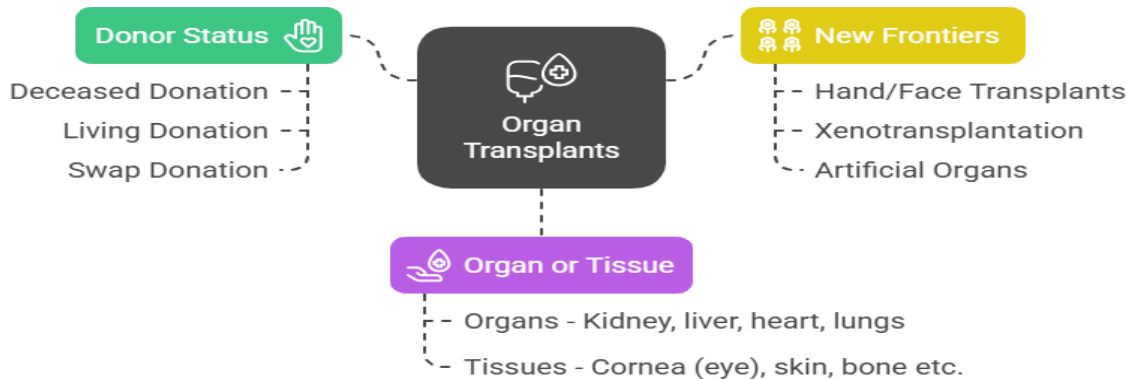 Donor Status
Deceased Donation
Living Donation
Swap Donation
Organ
Transplants
New Frontiers
Hand/Face Transplants
Xenotransplantation
Artificial Organs
Organ or Tissue
Organs - Kidney, liver, heart, lungs
Tissues - Cornea (eye), skin, bone etc.